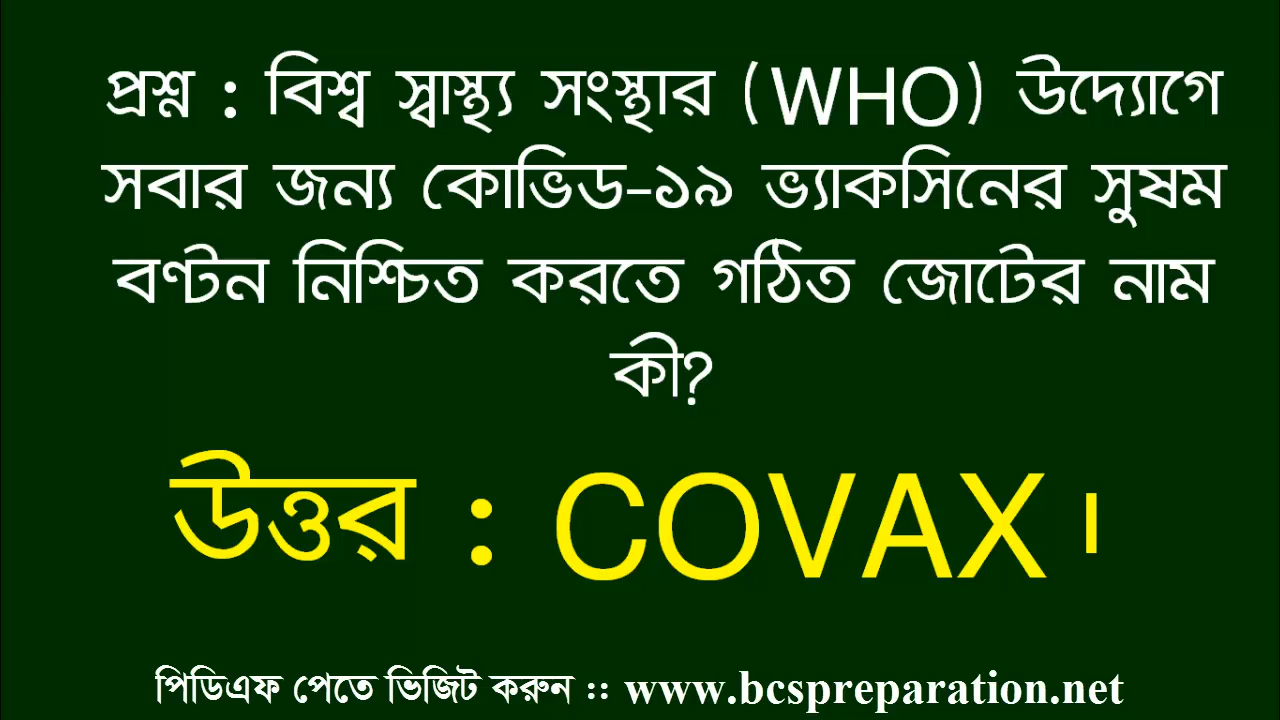 প্রশ্ন : বিশ্ব স্বাস্থ্য সংস্থার (WHO) উদ্যোগে
সবার জন্য কোভিড-১৯ ভ্যাকসিনের সুষম
বণ্টন নিশ্চিত করতে গঠিত জোটের নাম
কী?
উত্তর : COVAX।
পিডিএফ পেতে ভিজিট করুন :: www.bcspreparation.net